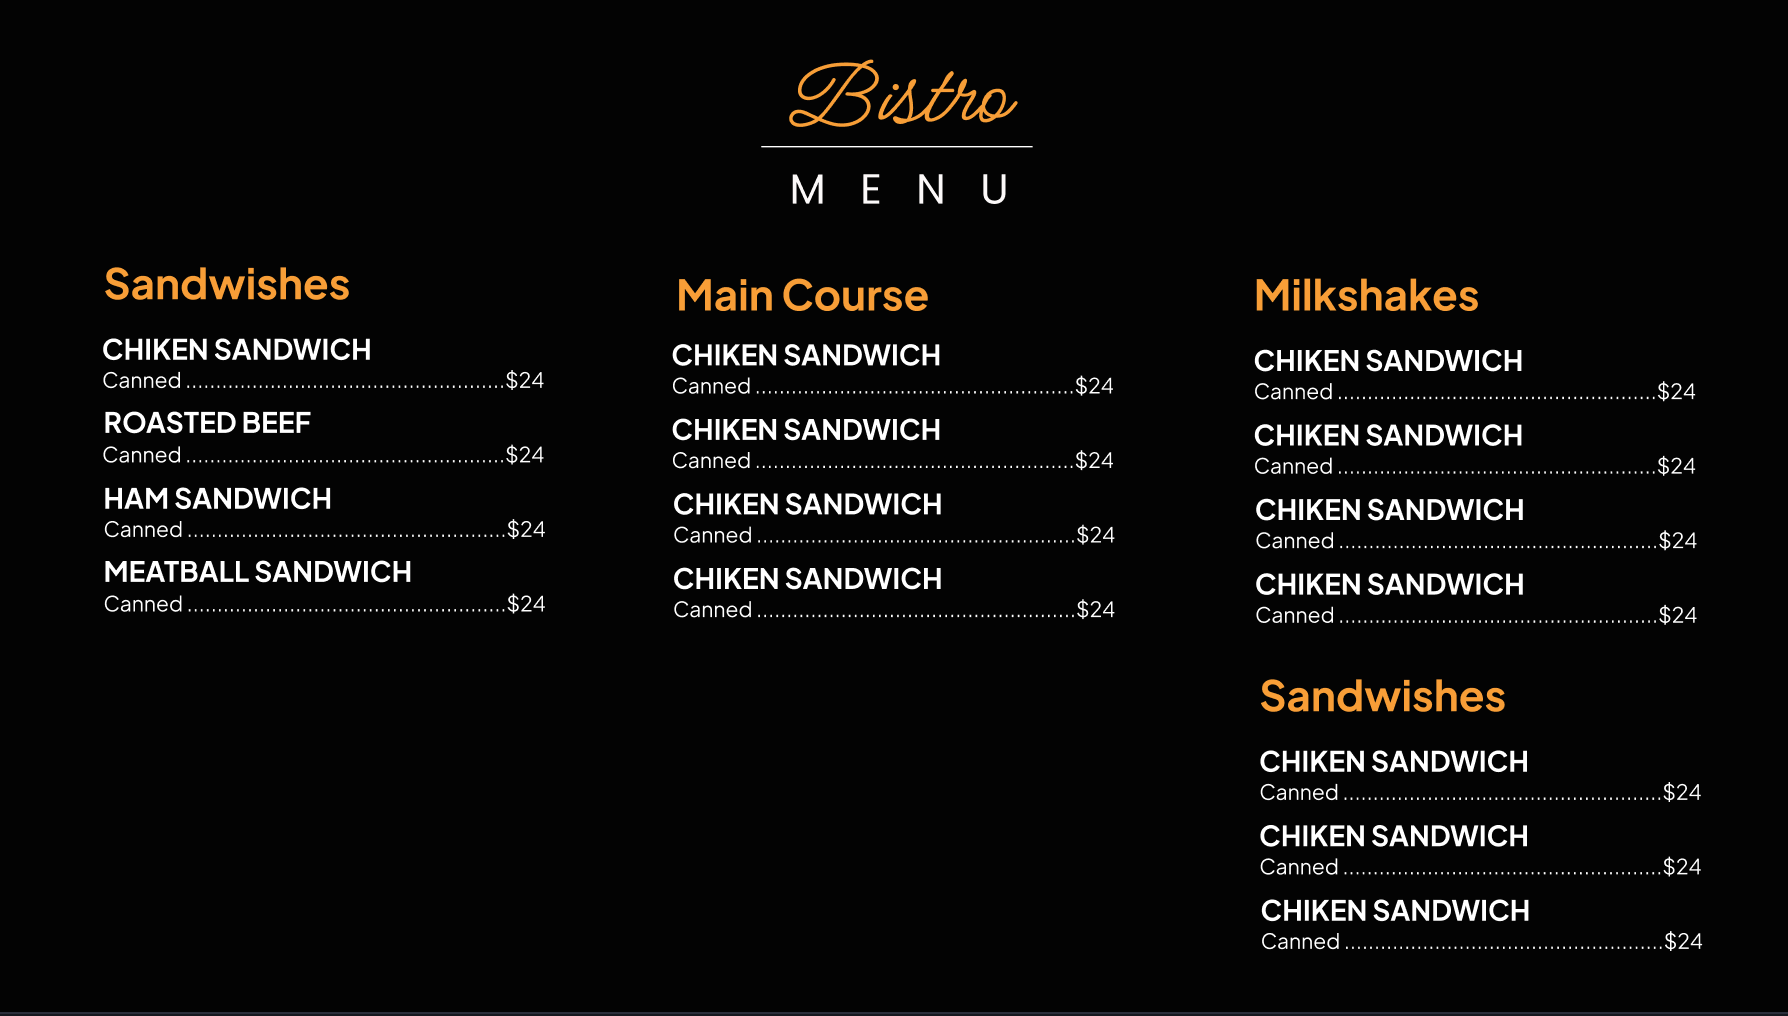 Bistro
MENU
Sandwishes
CHIKEN SANDWICH
Canned.....................................................$24
ROASTED BEEF
Canned.....................................................$24
HAM SANDWICH
Canned.....................................................$24
MEATBALL SANDWICH
Canned.....................................................$24
Main Course
CHIKEN SANDWICH
Canned.....................................................$24
CHIKEN SANDWICH
Canned.....................................................$24
CHIKEN SANDWICH
Canned.....................................................$24
CHIKEN SANDWICH
Canned.....................................................$24
Milkshakes
CHIKEN SANDWICH
Canned.....................................................$24
CHIKEN SANDWICH
Canned.....................................................$24
CHIKEN SANDWICH
Canned.....................................................$24
CHIKEN SANDWICH
Canned.....................................................$24
Sandwishes
CHIKEN SANDWICH
Canned.....................................................$24
CHIKEN SANDWICH
Canned.....................................................$24
CHIKEN SANDWICH
Canned.....................................................$24